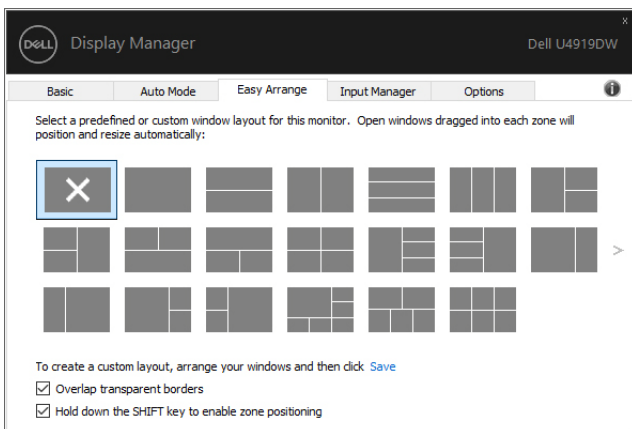 x
DELL Display Manager Dell U4919DW
Basic Auto Mode Easy Arrange Input Manager Options i
Select a predefined or custom window layout for this monitor. Open windows dragged into each zone will
position and resize automatically:
>
To create a custom layout, arrange your windows and then click Save
Overlap transparent borders
Hold down the SHIFT key to enable zone positioning